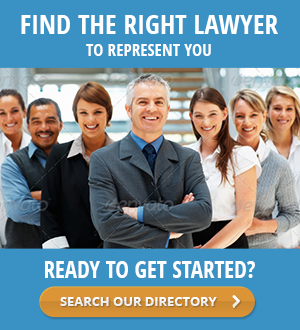 FIND THE RIGHT LAWYER
TO REPRESENT YOU
READY TO GET STARTED?
SEARCH OUR DIRECTORY